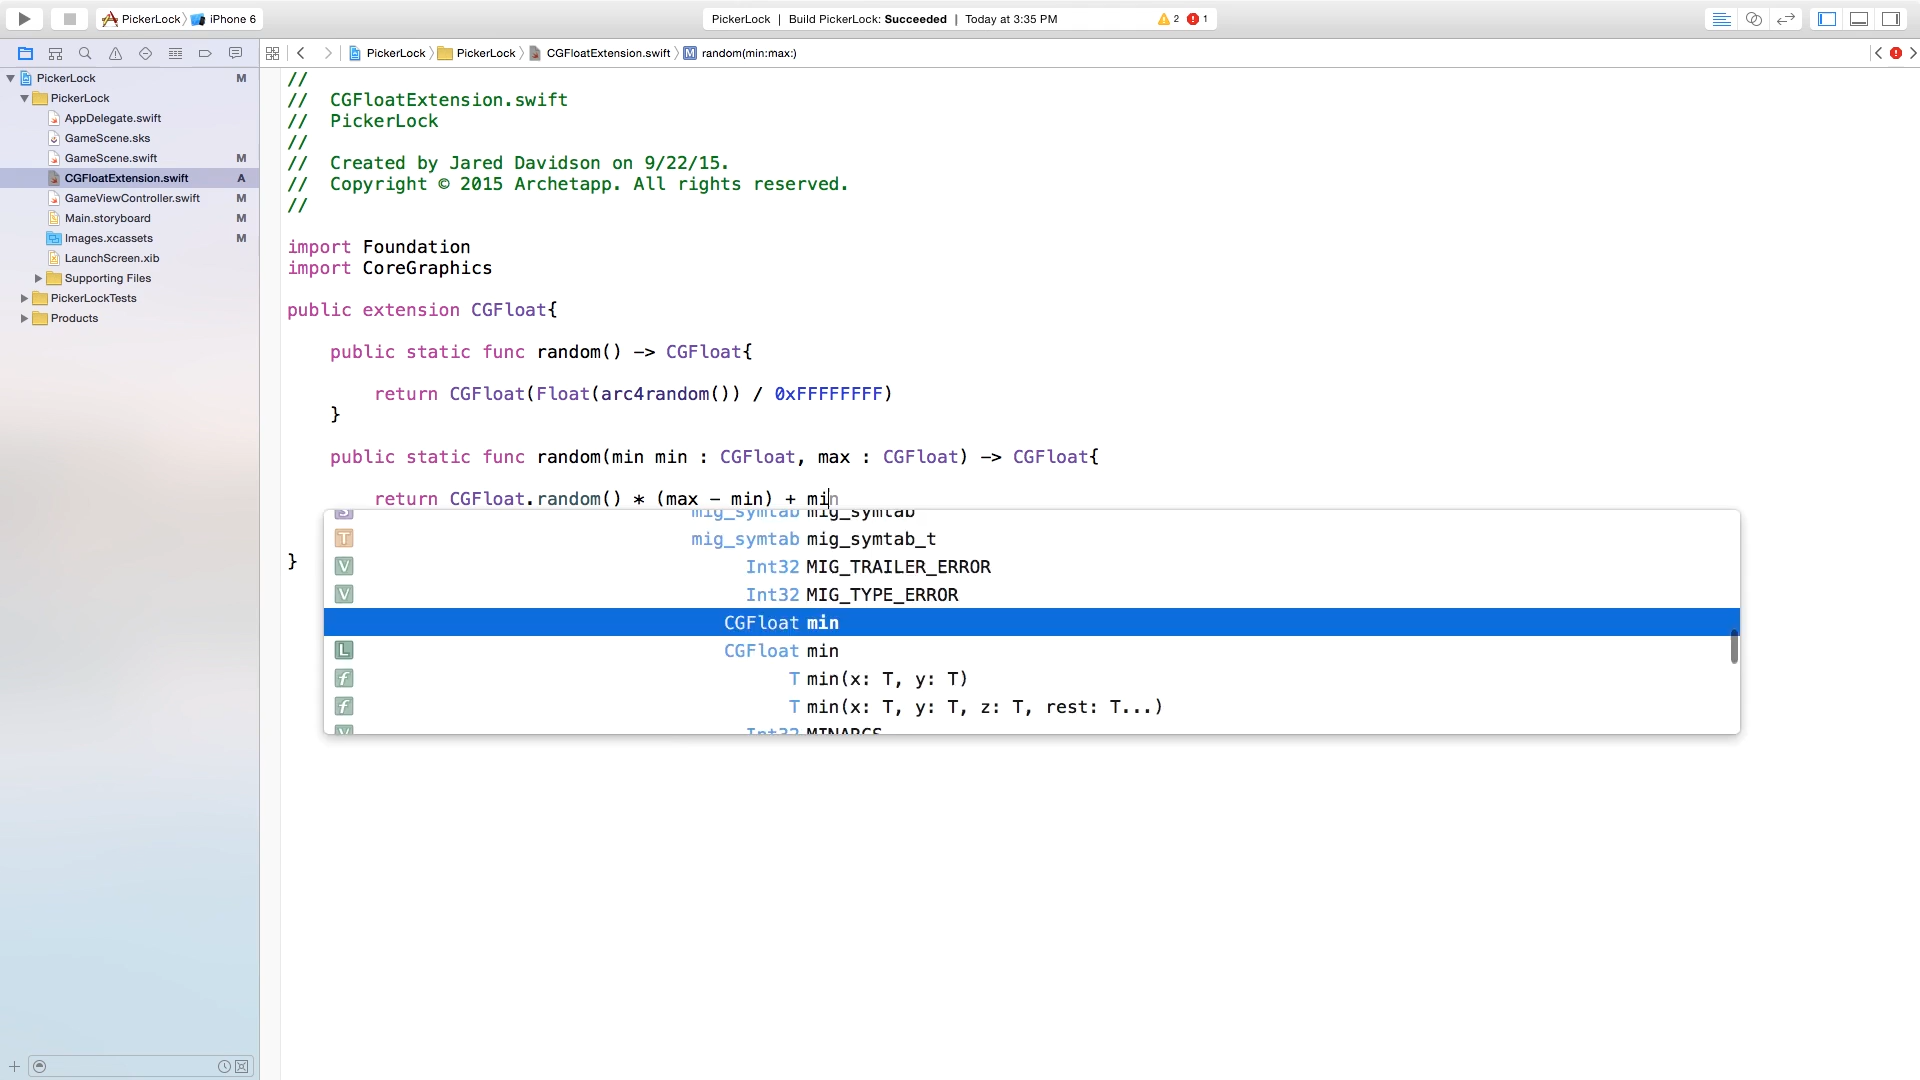 PickerLock iPhone 6
PickerLock | Build PickerLock: Succeeded | Today at 3:35 PM
2 1
PickerLock PickerLock CGFloatExtension.swift M random(min:max:)
PickerLock M
PickerLock
AppDelegate.swift
GameScene.sks
GameScene.swift M
CGFloatExtension.swift A
GameViewController.swift M
Main.storyboard M
Images.xcassets M
LaunchScreen.xib
Supporting Files
PickerLockTests
Products
//
// CGFloatExtension.swift
// PickerLock
//
// Created by Jared Davidson on 9/22/15.
// Copyright © 2015 Archetapp. All rights reserved.
//
import Foundation
import CoreGraphics
public extension CGFloat{
public static func random() -> CGFloat{
return CGFloat(Float(arc4random()) / 0xFFFFFFFF)
}
public static func random(min min : CGFloat, max : CGFloat) -> CGFloat{
return CGFloat.random() * (max - min) + min
S mig_symtab mig_symtab
T mig_symtab mig_symtab_t
V Int32 MIG_TRAILER_ERROR
V Int32 MIG_TYPE_ERROR
CGFloat min
L CGFloat min
f T min(x: T, y: T)
f T min(x: T, y: T, z: T, rest: T...)
V Int32 MINARGS
}